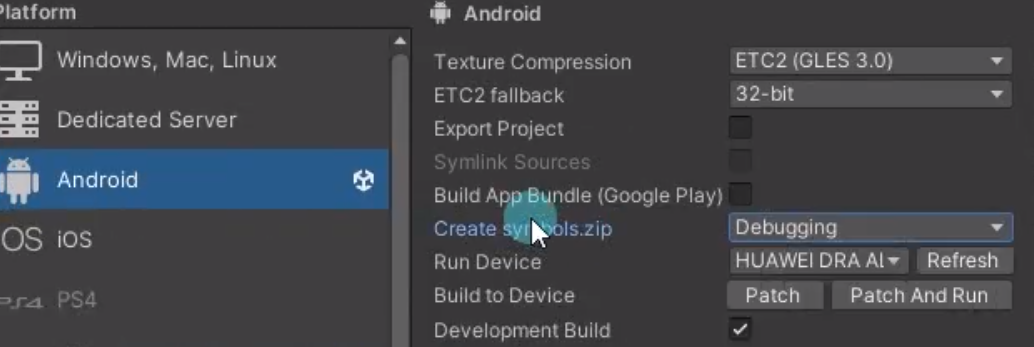 Platform
Windows, Mac, Linux
Dedicated Server
Android
iOS iOS
PS4 PS4
Android
Texture Compression ETC2 (GLES 3.0)
ETC2 fallback 32-bit
Export Project
Symlink Sources
Build App Bundle (Google Play)
Create symbols.zip Debugging
Run Device HUAWEI DRA Refresh
Build to Device Patch Patch And Run
Development Build